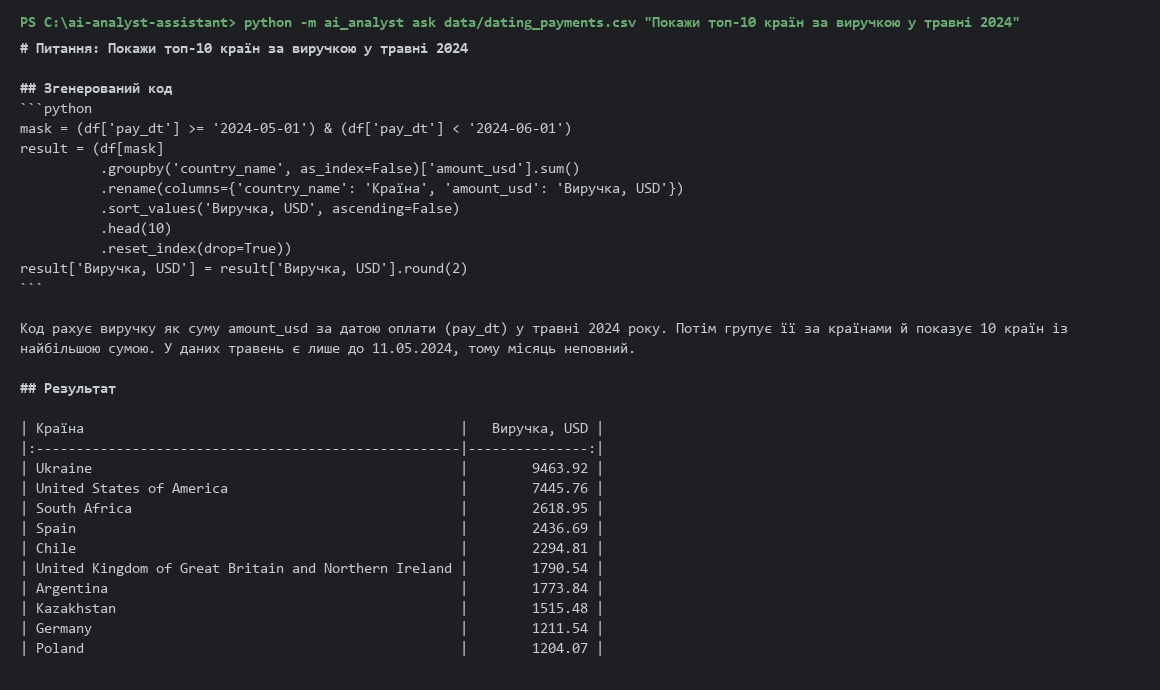 PS C:\ai-analyst-assistant> python -m ai_analyst ask data/dating_payments.csv "Покажи топ-10 країн за виручкою у травні 2024"
# Питання: Покажи топ-10 країн за виручкою у травні 2024
## Згенерований код
```python
mask = (df['pay_dt'] >= '2024-05-01') & (df['pay_dt'] < '2024-06-01')
result = (df[mask]
          .groupby('country_name', as_index=False)['amount_usd'].sum()
          .rename(columns={'country_name': 'Країна', 'amount_usd': 'Виручка, USD'})
          .sort_values('Виручка, USD', ascending=False)
          .head(10)
          .reset_index(drop=True))
result['Виручка, USD'] = result['Виручка, USD'].round(2)
```
Код рахує виручку як суму amount_usd за датою оплати (pay_dt) у травні 2024 року. Потім групує її за країнами й показує 10 країн із
найбільшою сумою. У даних травень є лише до 11.05.2024, тому місяць неповний.
## Результат
| Країна                                               |   Виручка, USD |
|:-----------------------------------------------------|---------------:|
| Ukraine                                              |        9463.92 |
| United States of America                             |        7445.76 |
| South Africa                                         |        2618.95 |
| Spain                                                |        2436.69 |
| Chile                                                |        2294.81 |
| United Kingdom of Great Britain and Northern Ireland |        1790.54 |
| Argentina                                            |        1773.84 |
| Kazakhstan                                           |        1515.48 |
| Germany                                              |        1211.54 |
| Poland                                               |        1204.07 |